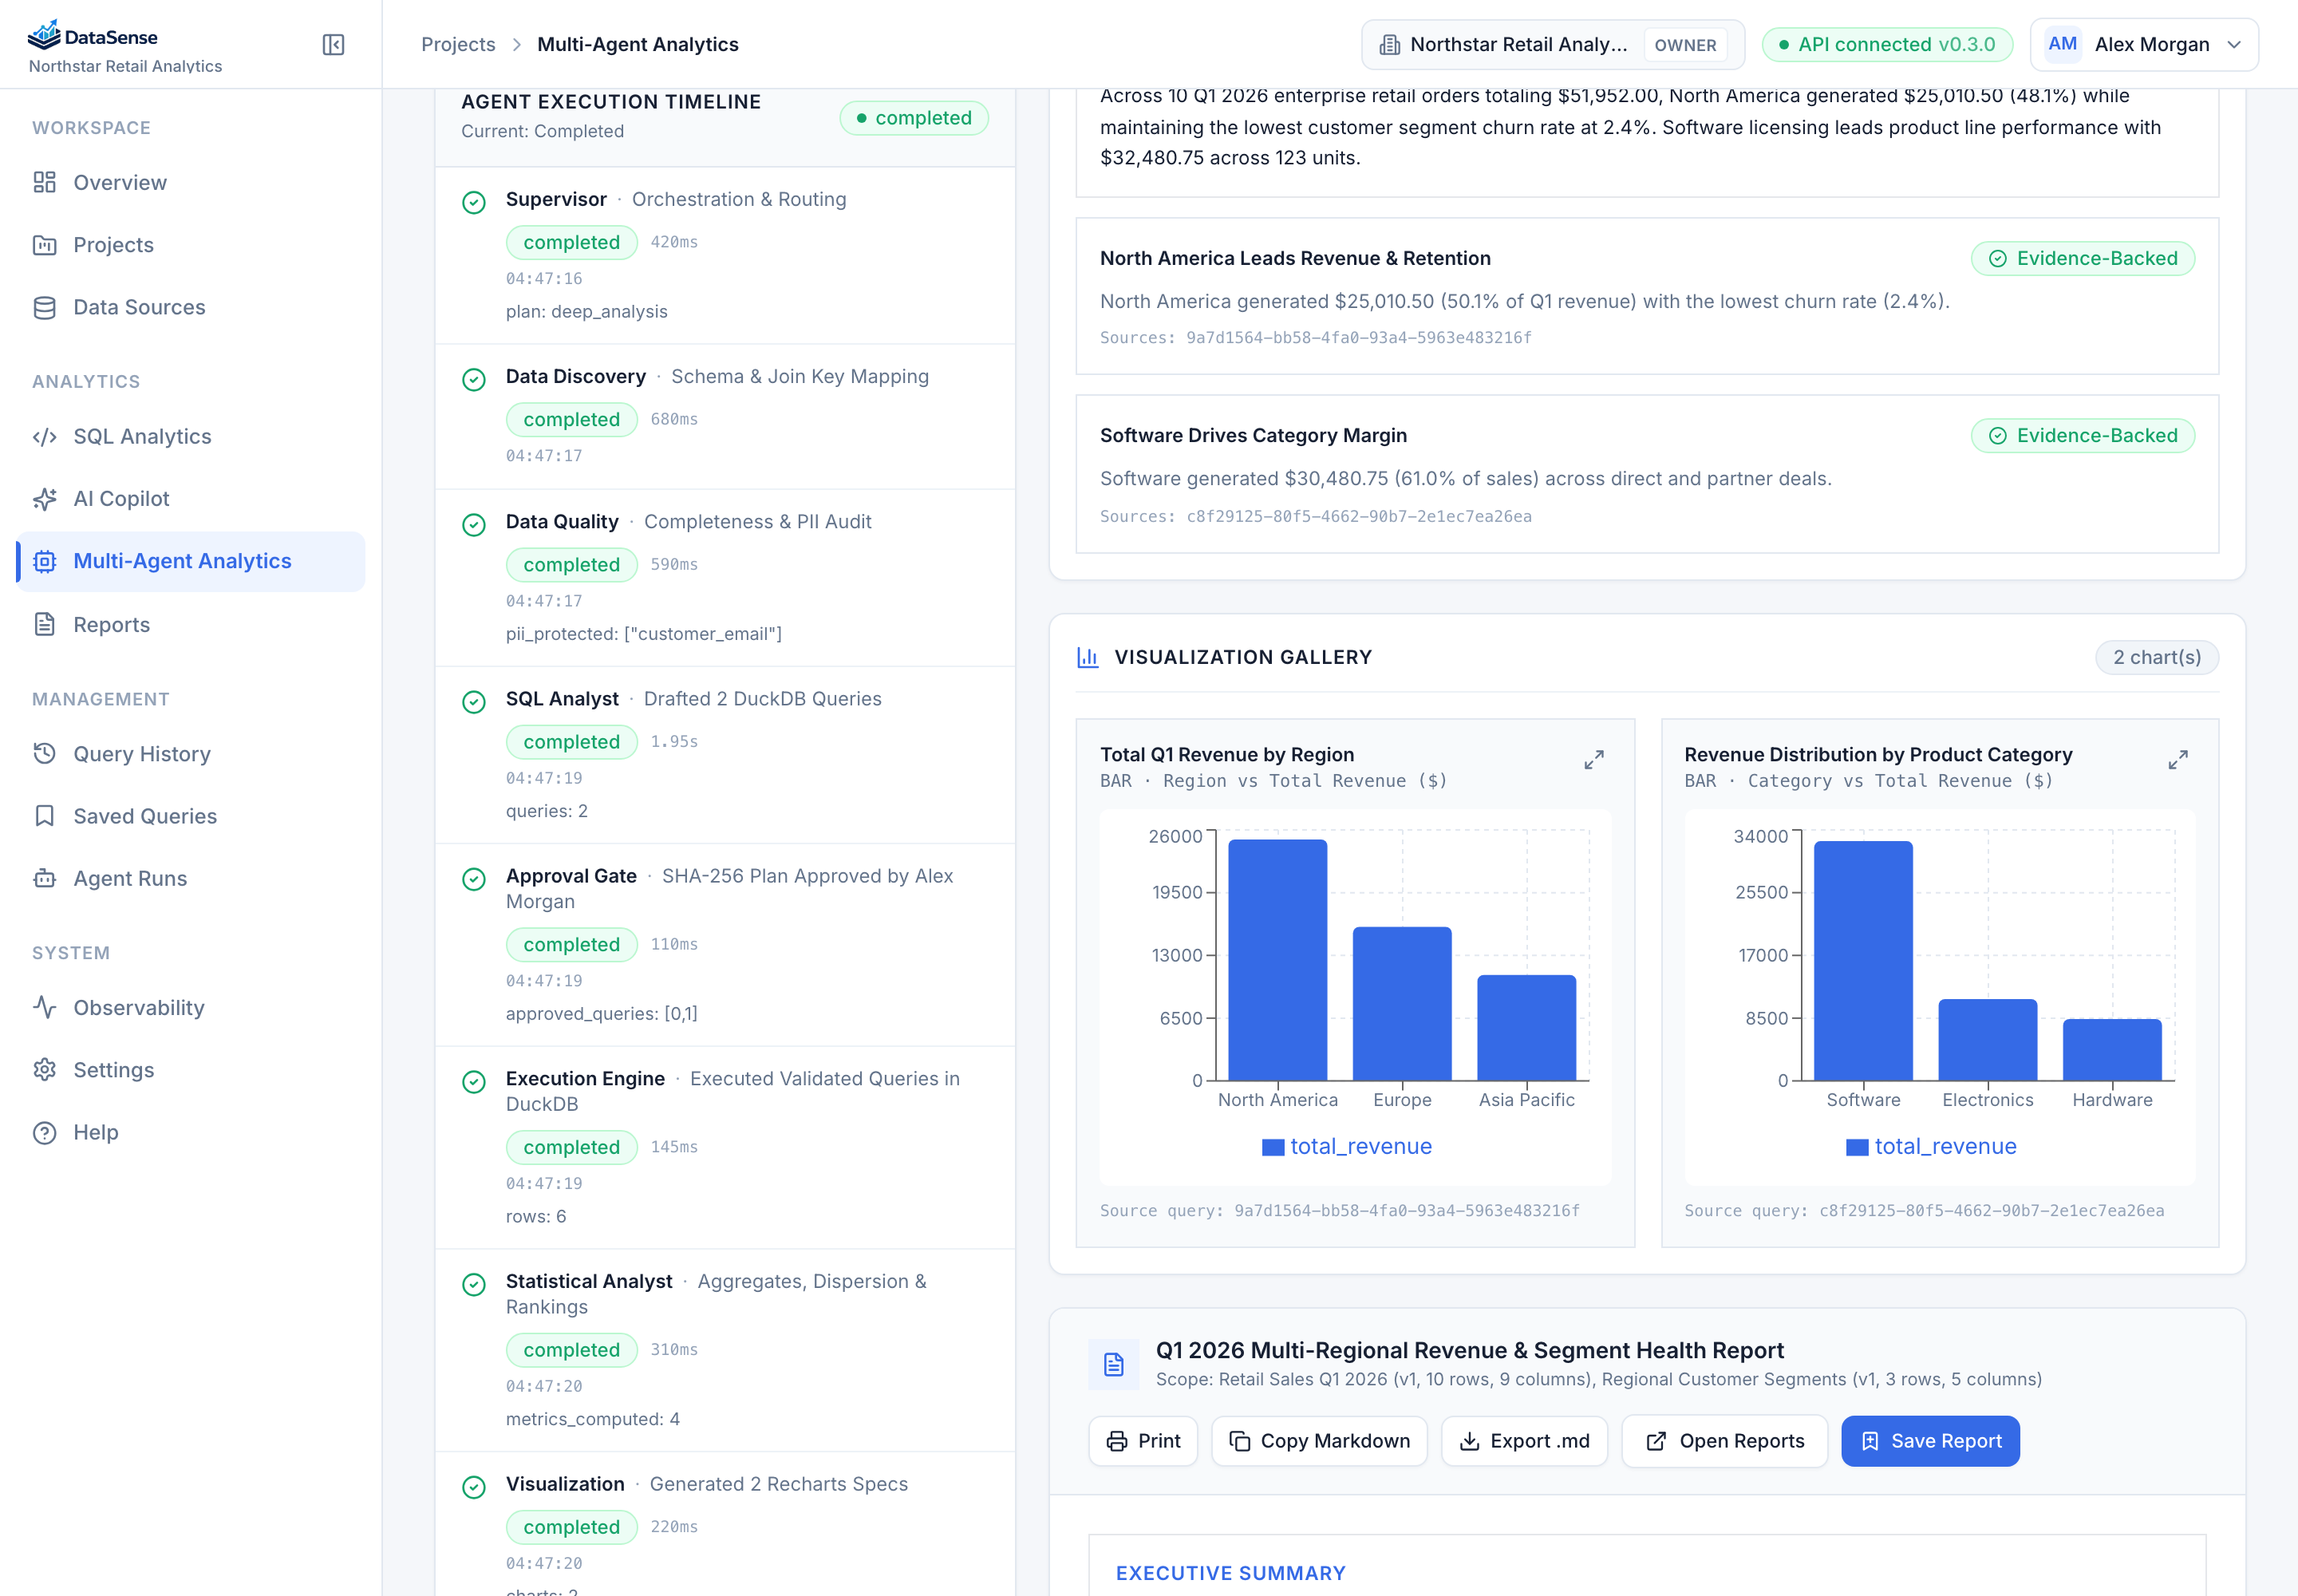 DataSense
Northstar Retail Analytics
Projects > Multi-Agent Analytics
Northstar Retail Analy... OWNER
API connected v0.3.0
AM Alex Morgan
WORKSPACE
Overview
Projects
Data Sources
ANALYTICS
SQL Analytics
AI Copilot
Multi-Agent Analytics
Reports
MANAGEMENT
Query History
Saved Queries
Agent Runs
SYSTEM
Observability
Settings
Help
AGENT EXECUTION TIMELINE
Current: Completed
completed
Supervisor · Orchestration & Routing
completed 420ms
04:47:16
plan: deep_analysis
Data Discovery · Schema & Join Key Mapping
completed 680ms
04:47:17
Data Quality · Completeness & PII Audit
completed 590ms
04:47:17
pii_protected: ["customer_email"]
SQL Analyst · Drafted 2 DuckDB Queries
completed 1.95s
04:47:19
queries: 2
Approval Gate · SHA-256 Plan Approved by Alex
Morgan
completed 110ms
04:47:19
approved_queries: [0,1]
Execution Engine · Executed Validated Queries in
DuckDB
completed 145ms
04:47:19
rows: 6
Statistical Analyst · Aggregates, Dispersion &
Rankings
completed 310ms
04:47:20
metrics_computed: 4
Visualization · Generated 2 Recharts Specs
completed 220ms
04:47:20
charts: 2
Across 10 Q1 2026 enterprise retail orders totaling $51,952.00, North America generated $25,010.50 (48.1%) while
maintaining the lowest customer segment churn rate at 2.4%. Software licensing leads product line performance with
$32,480.75 across 123 units.
North America Leads Revenue & Retention
Evidence-Backed
North America generated $25,010.50 (50.1% of Q1 revenue) with the lowest churn rate (2.4%).
Sources: 9a7d1564-bb58-4fa0-93a4-5963e483216f
Software Drives Category Margin
Evidence-Backed
Software generated $30,480.75 (61.0% of sales) across direct and partner deals.
Sources: c8f29125-80f5-4662-90b7-2e1ec7ea26ea
VISUALIZATION GALLERY
2 chart(s)
Total Q1 Revenue by Region
BAR · Region vs Total Revenue ($)
26000
19500
13000
6500
0
North America Europe Asia Pacific
total_revenue
Source query: 9a7d1564-bb58-4fa0-93a4-5963e483216f
Revenue Distribution by Product Category
BAR · Category vs Total Revenue ($)
34000
25500
17000
8500
0
Software Electronics Hardware
total_revenue
Source query: c8f29125-80f5-4662-90b7-2e1ec7ea26ea
Q1 2026 Multi-Regional Revenue & Segment Health Report
Scope: Retail Sales Q1 2026 (v1, 10 rows, 9 columns), Regional Customer Segments (v1, 3 rows, 5 columns)
Print
Copy Markdown
Export .md
Open Reports
Save Report
EXECUTIVE SUMMARY